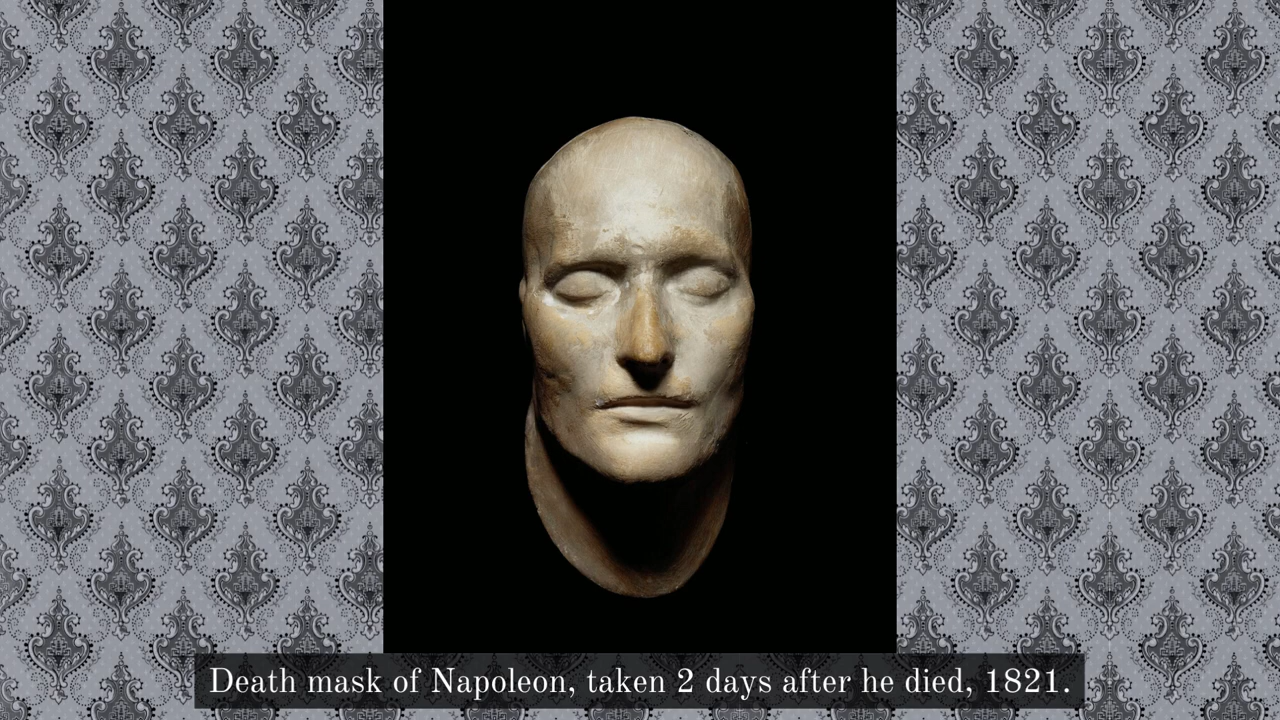 Death mask of Napoleon, taken 2 days after he died, 1821.